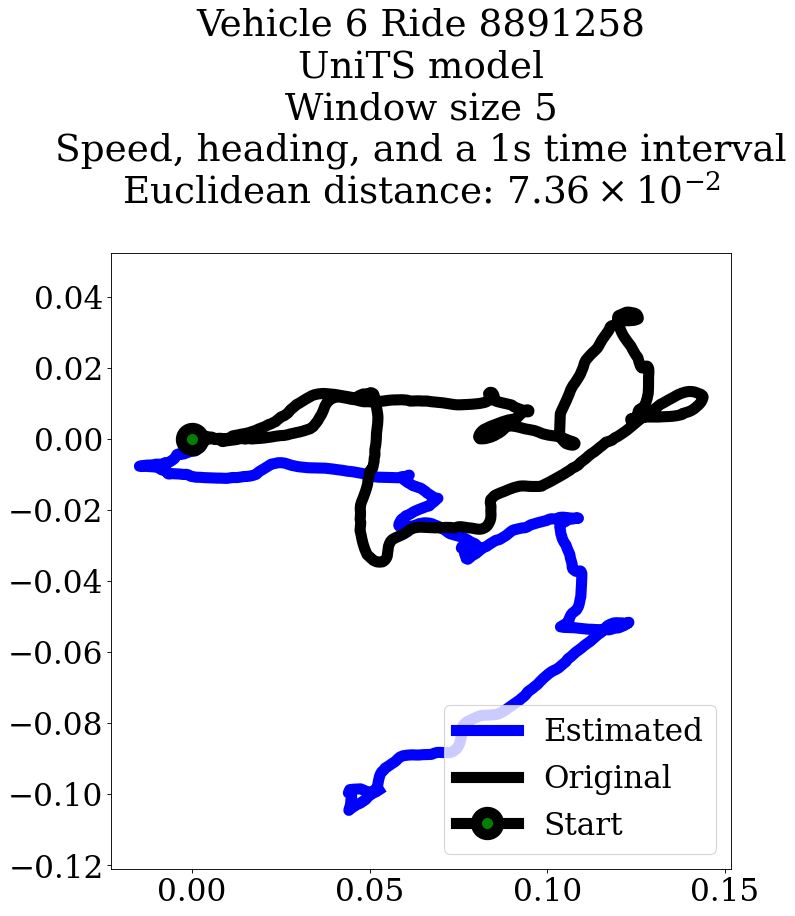 Vehicle 6 Ride 8891258
UniTS model
Window size 5
Speed, heading, and a 1s time interval
Euclidean distance: 7.36 × 10⁻²
0.04
0.02
0.00
−0.02
−0.04
−0.06
−0.08
−0.10
−0.12
Estimated
Original
Start
0.00 0.05 0.10 0.15